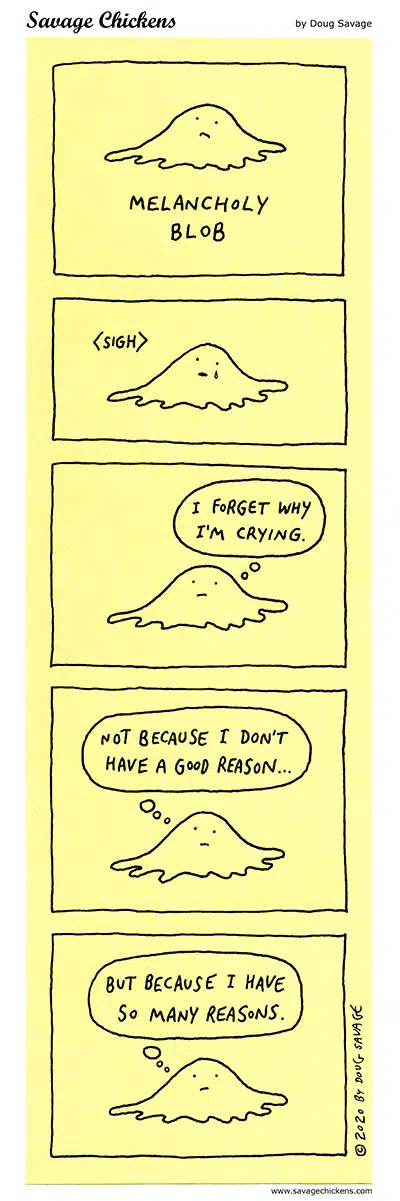 Savage Chickens
by Doug Savage
MELANCHOLY
BLOB
<SIGH>
I FORGET WHY
I'M CRYING.
NOT BECAUSE I DON'T
HAVE A GOOD REASON...
BUT BECAUSE I HAVE
SO MANY REASONS.
© 2020 BY DOUG SAVAGE
www.savagechickens.com